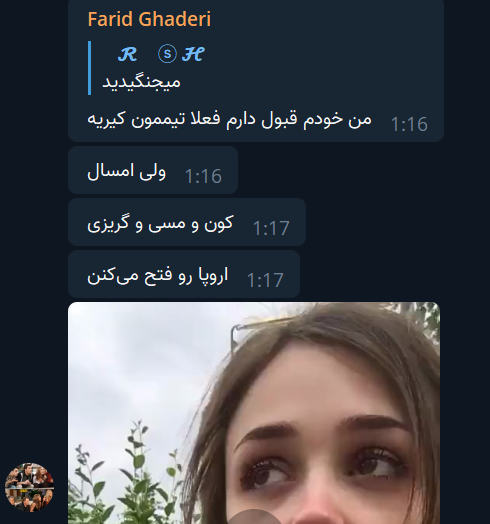 Farid Ghaderi
𝓡 Ⓢ 𝓗
میجنگیدید
من خودم قبول دارم فعلا تیممون کیریه 1:16
ولی امسال 1:16
کون و مسی و گریزی 1:17
اروپا رو فتح می‌کنن 1:17